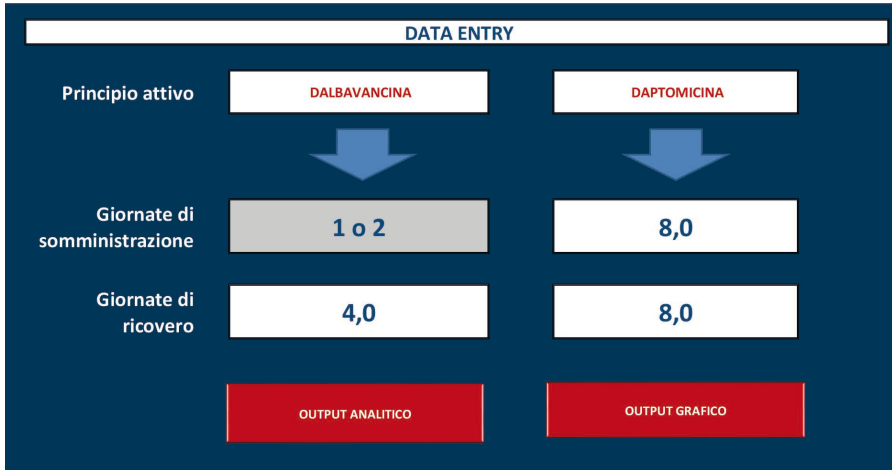 DATA ENTRY
Principio attivo
DALBAVANCINA
DAPTOMICINA
Giornate di
somministrazione
1 o 2
8,0
Giornate di
ricovero
4,0
8,0
OUTPUT ANALITICO
OUTPUT GRAFICO